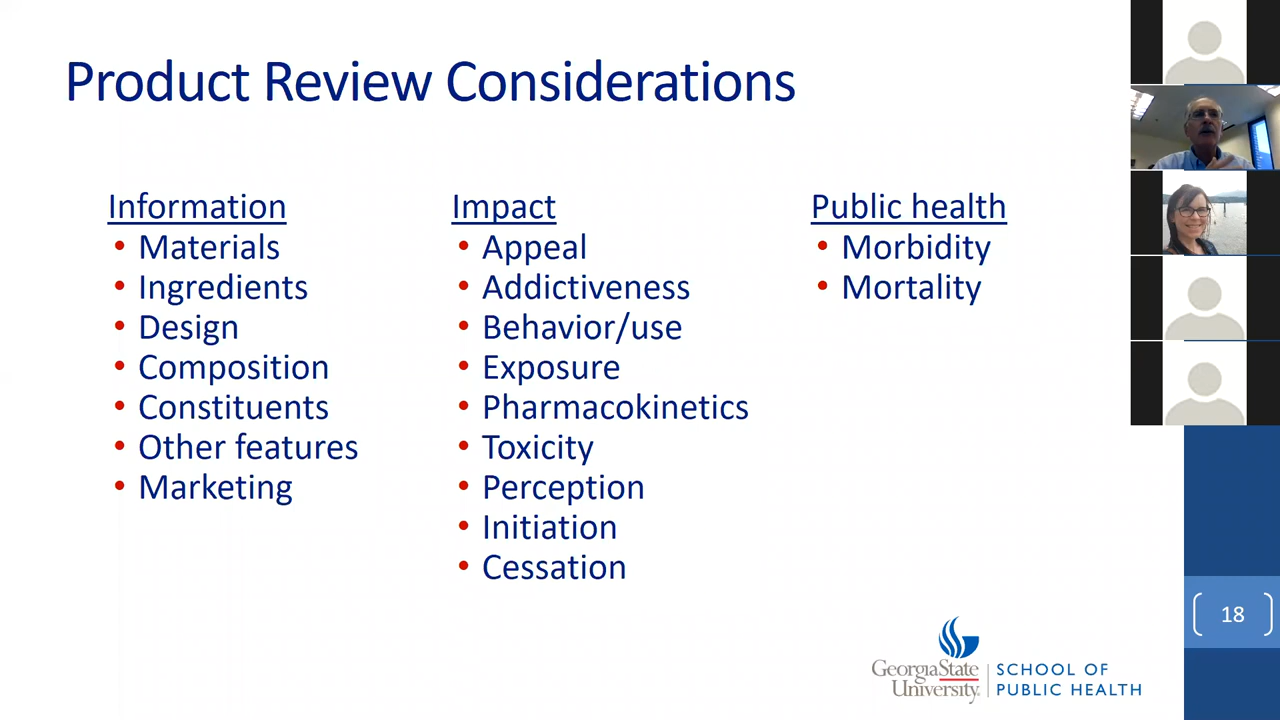 Product Review Considerations
Information
• Materials
• Ingredients
• Design
• Composition
• Constituents
• Other features
• Marketing
Impact
• Appeal
• Addictiveness
• Behavior/use
• Exposure
• Pharmacokinetics
• Toxicity
• Perception
• Initiation
• Cessation
Public health
• Morbidity
• Mortality
18
GeorgiaState
University
SCHOOL OF
PUBLIC HEALTH